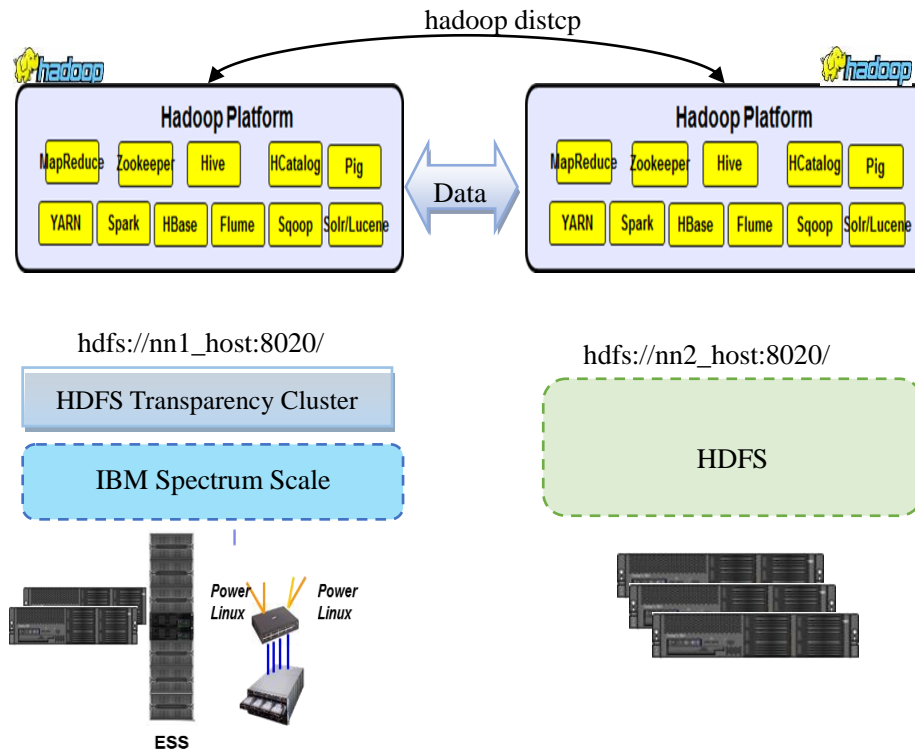 hadoop distcp
hadoop
hadoop
Hadoop Platform
MapReduce Zookeeper Hive HCatalog Pig
YARN Spark HBase Flume Sqoop Solr/Lucene
Data
Hadoop Platform
MapReduce Zookeeper Hive HCatalog Pig
YARN Spark HBase Flume Sqoop Solr/Lucene
hdfs://nn1_host:8020/
HDFS Transparency Cluster
IBM Spectrum Scale
hdfs://nn2_host:8020/
HDFS
Power
Linux
Power
Linux
ESS